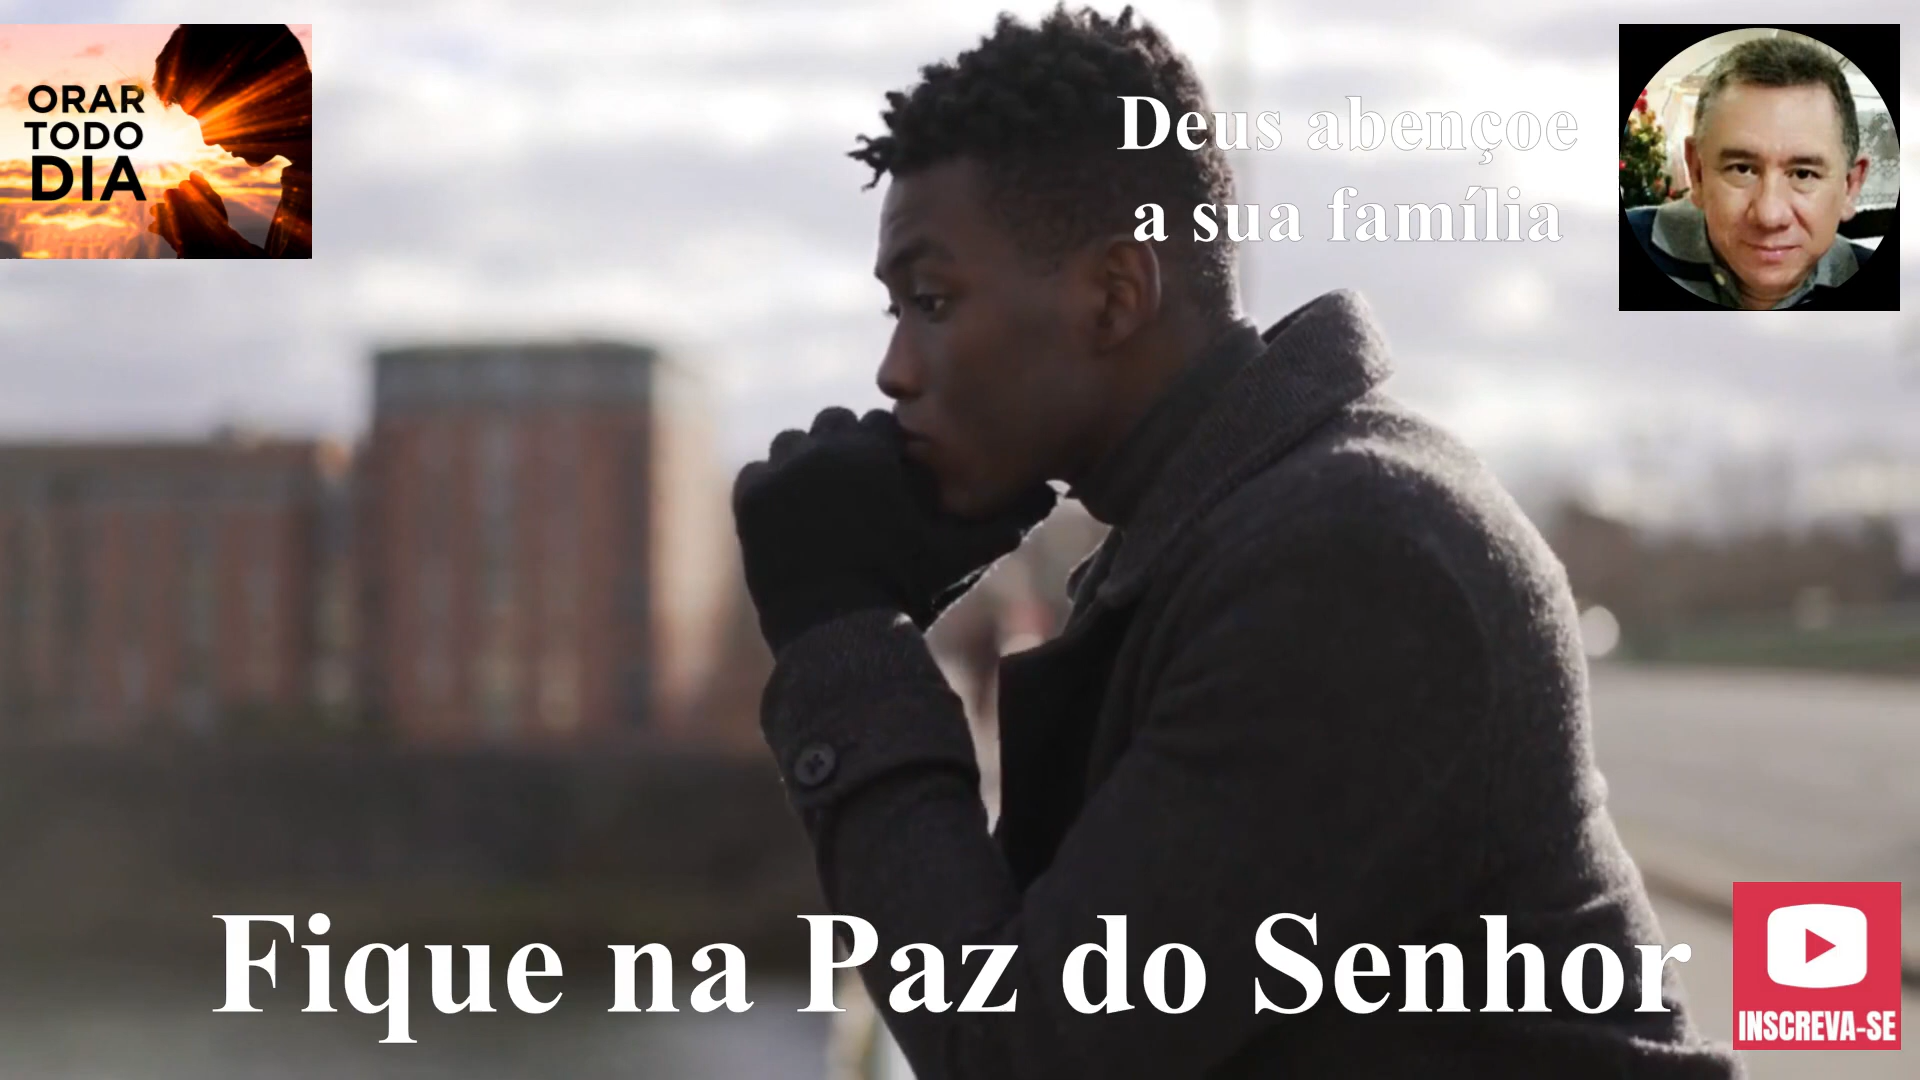 ORAR
TODO
DIA
Deus abençoe
a sua família
Fique na Paz do Senhor
INSCREVA-SE